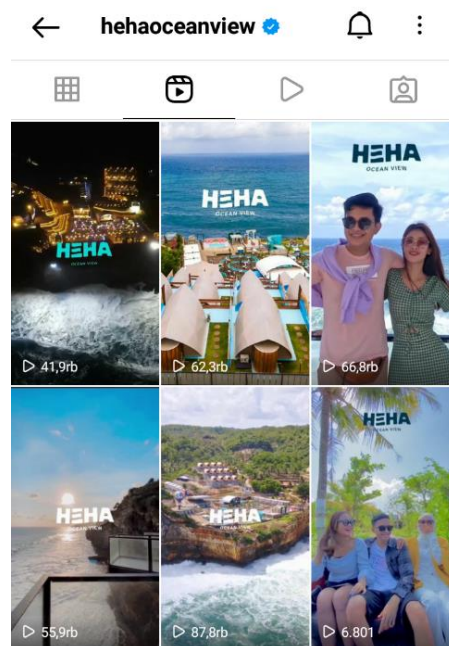 hehaoceanview
HEHA
OCEAN VIEW
41,9rb
HEHA
OCEAN VIEW
62,3rb
HEHA
OCEAN VIEW
66,8rb
HEHA
OCEAN VIEW
55,9rb
HEHA
OCEAN VIEW
87,8rb
HEHA
OCEAN VIEW
6.801